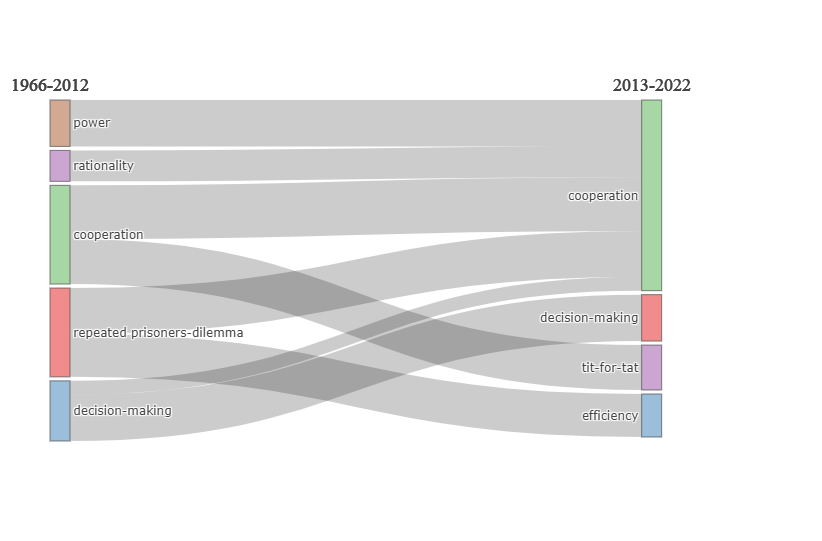 1966-2012
2013-2022
power
rationality
cooperation
repeated prisoners-dilemma
decision-making
cooperation
decision-making
tit-for-tat
efficiency